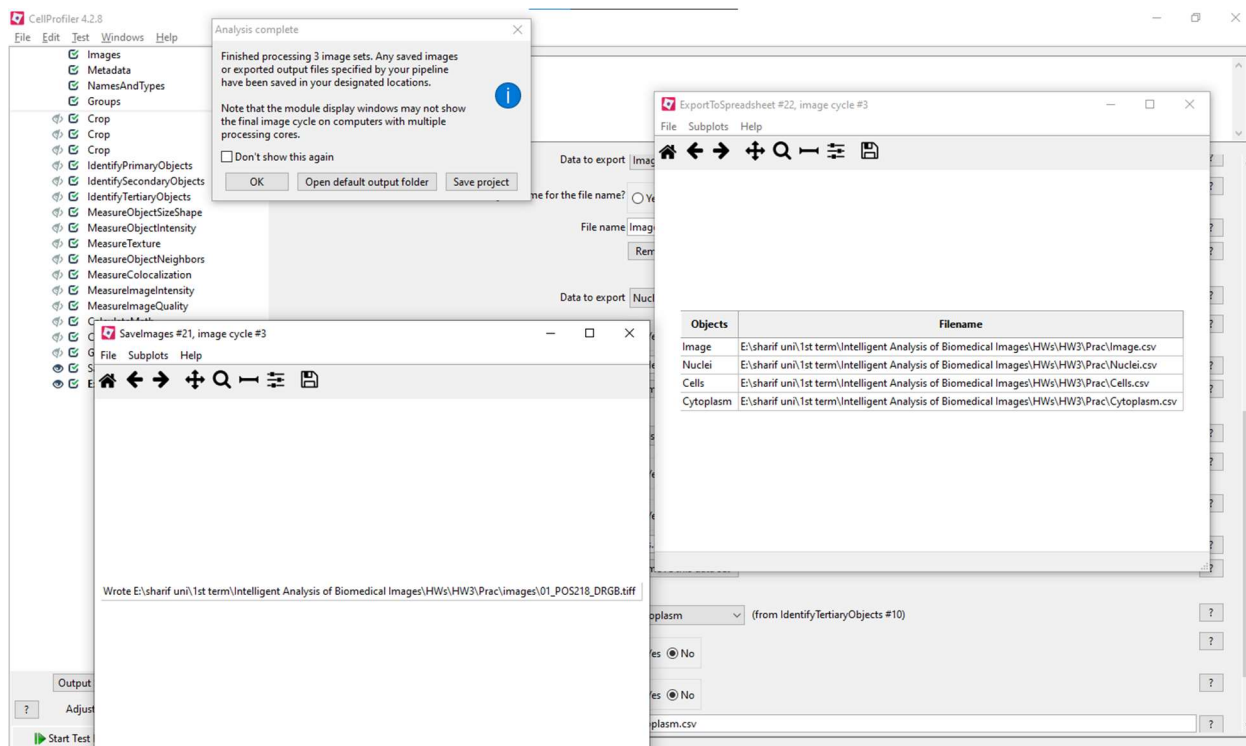 CellProfiler 4.2.8
File Edit Test Windows Help
Images
Metadata
NamesAndTypes
Groups
Crop
Crop
Crop
IdentifyPrimaryObjects
IdentifySecondaryObjects
IdentifyTertiaryObjects
MeasureObjectSizeShape
MeasureObjectIntensity
MeasureTexture
MeasureObjectNeighbors
MeasureColocalization
MeasureImageIntensity
MeasureImageQuality
Output
? Adjust
Start Test
Analysis complete
Finished processing 3 image sets. Any saved images
or exported output files specified by your pipeline
have been saved in your designated locations.
Note that the module display windows may not show
the final image cycle on computers with multiple
processing cores.
Don't show this again
OK Open default output folder Save project
Data to export
me for the file name?
File name
Data to export
SaveImages #21, image cycle #3
File Subplots Help
Wrote E:\sharif uni\1st term\Intelligent Analysis of Biomedical Images\HWs\HW3\Prac\images\01_POS218_DRGB.tiff
ExportToSpreadsheet #22, image cycle #3
File Subplots Help
Objects Filename
Image E:\sharif uni\1st term\Intelligent Analysis of Biomedical Images\HWs\HW3\Prac\Image.csv
Nuclei E:\sharif uni\1st term\Intelligent Analysis of Biomedical Images\HWs\HW3\Prac\Nuclei.csv
Cells E:\sharif uni\1st term\Intelligent Analysis of Biomedical Images\HWs\HW3\Prac\Cells.csv
Cytoplasm E:\sharif uni\1st term\Intelligent Analysis of Biomedical Images\HWs\HW3\Prac\Cytoplasm.csv
oplasm (from IdentifyTertiaryObjects #10) ?
No ?
No ?
plasm.csv ?